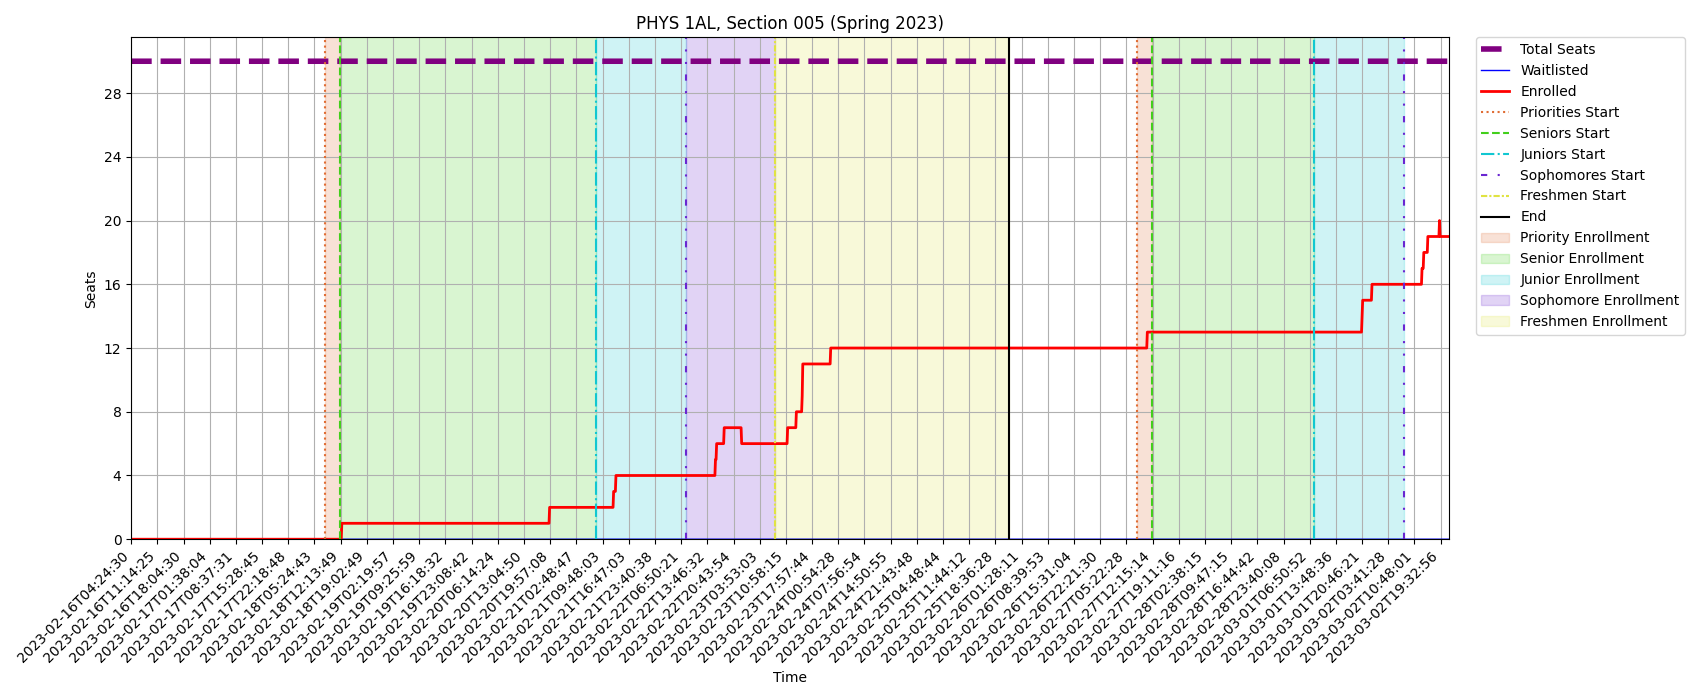 PHYS 1AL, Section 005 (Spring 2023)
Total Seats
Waitlisted
Enrolled
Priorities Start
Seniors Start
Juniors Start
Sophomores Start
Freshmen Start
End
Priority Enrollment
Senior Enrollment
Junior Enrollment
Sophomore Enrollment
Freshmen Enrollment
Seats
28
24
20
16
12
8
4
0
2023-02-16T04:24:30
2023-02-16T11:14:25
2023-02-16T18:04:30
2023-02-17T01:38:04
2023-02-17T08:37:31
2023-02-17T15:28:45
2023-02-17T22:18:48
2023-02-18T05:24:43
2023-02-18T12:13:49
2023-02-18T19:02:49
2023-02-19T02:19:57
2023-02-19T09:25:59
2023-02-19T16:18:32
2023-02-19T23:08:42
2023-02-20T06:14:24
2023-02-20T13:04:50
2023-02-20T19:57:08
2023-02-21T02:48:47
2023-02-21T09:48:03
2023-02-21T16:47:03
2023-02-21T23:40:38
2023-02-22T06:50:21
2023-02-22T13:46:32
2023-02-22T20:43:54
2023-02-23T03:53:03
2023-02-23T10:58:15
2023-02-23T17:57:44
2023-02-24T00:54:28
2023-02-24T07:56:54
2023-02-24T14:50:55
2023-02-24T21:43:48
2023-02-25T04:48:44
2023-02-25T11:44:12
2023-02-25T18:36:28
2023-02-26T01:28:11
2023-02-26T08:39:53
2023-02-26T15:31:04
2023-02-26T22:21:30
2023-02-27T05:22:28
2023-02-27T12:15:14
2023-02-27T19:11:16
2023-02-28T02:38:15
2023-02-28T09:47:15
2023-02-28T16:44:42
2023-02-28T23:40:08
2023-03-01T06:50:52
2023-03-01T13:48:36
2023-03-01T20:46:21
2023-03-02T03:41:28
2023-03-02T10:48:01
2023-03-02T19:32:56
Time